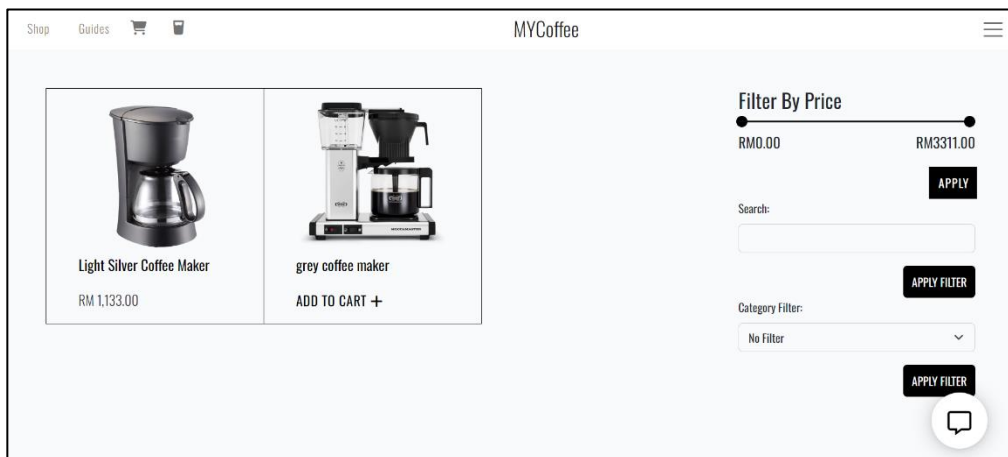 Shop Guides MYCoffee
Light Silver Coffee Maker
RM 1,133.00
grey coffee maker
ADD TO CART +
Filter By Price
RM0.00 RM3311.00
APPLY
Search:
APPLY FILTER
Category Filter:
No Filter
APPLY FILTER